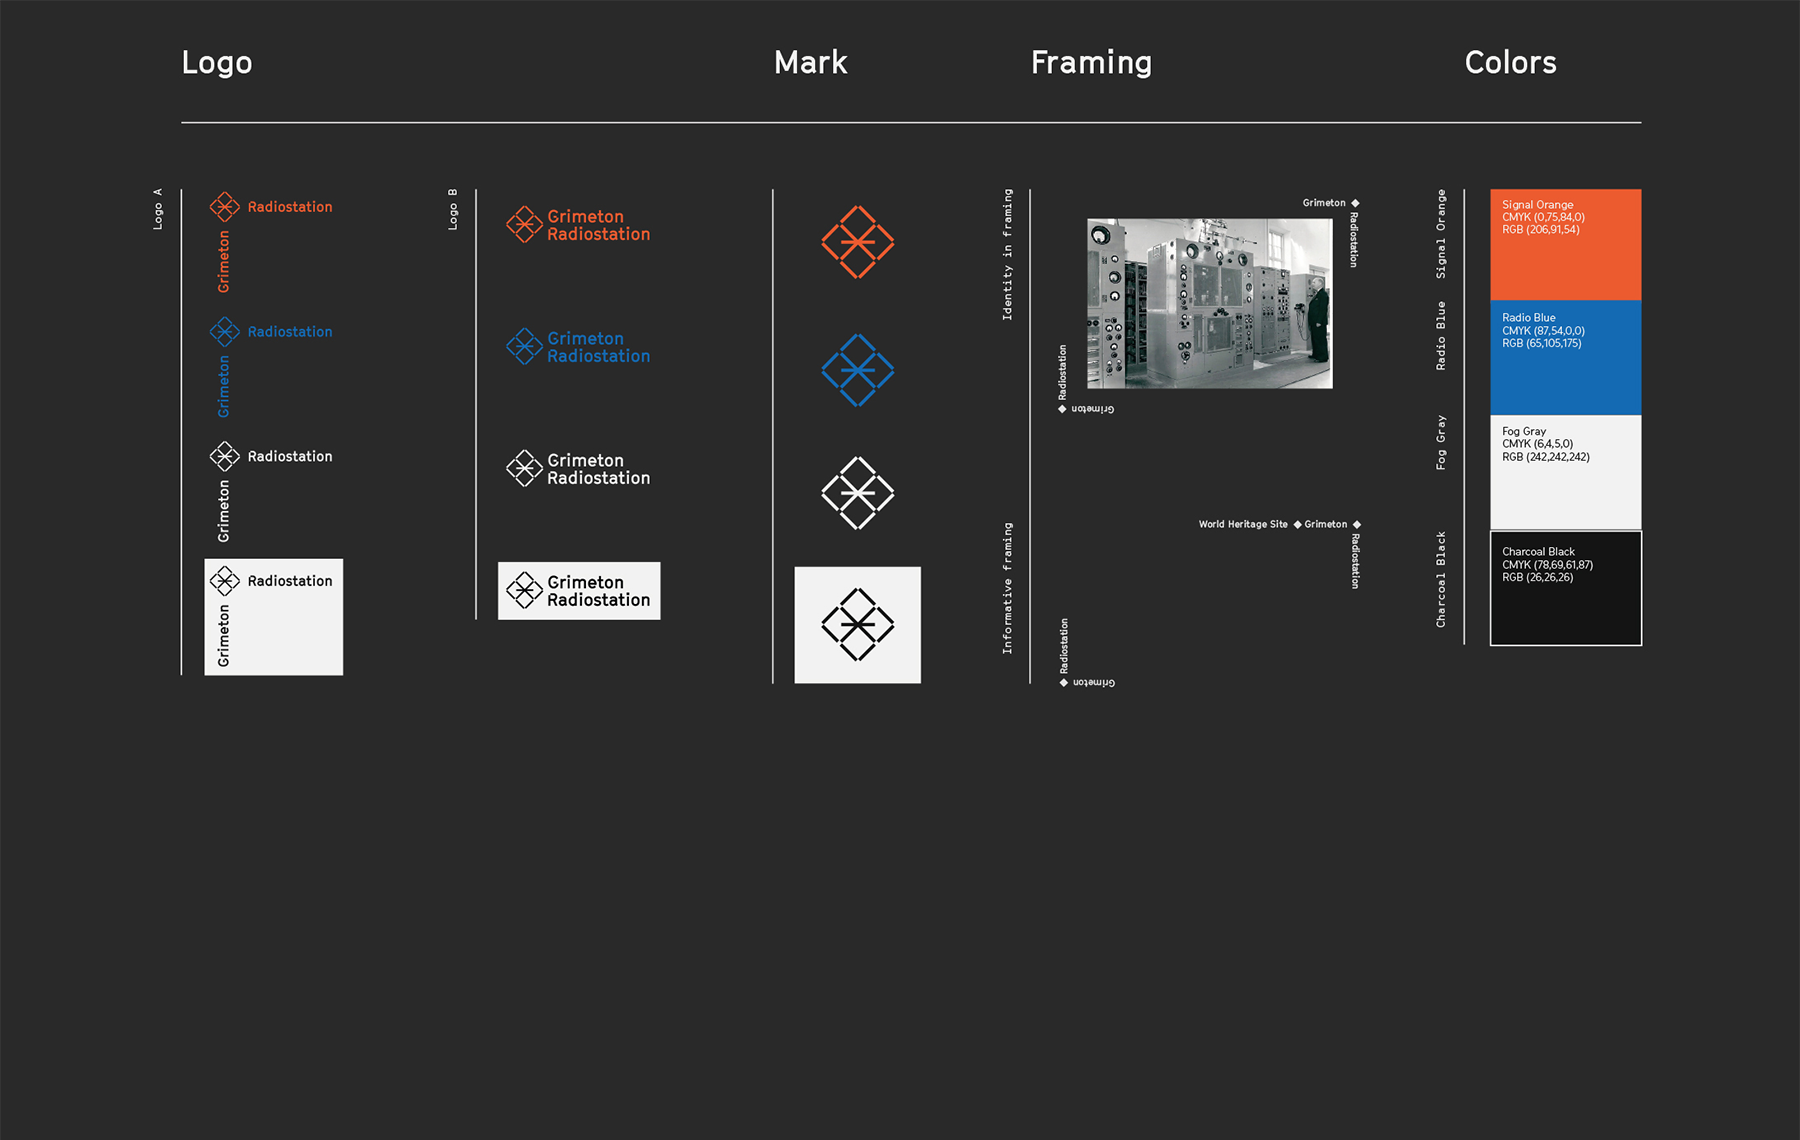 Logo
Mark
Framing
Colors
Logo A
Radiostation
Grimeton
Radiostation
Grimeton
Radiostation
Grimeton
Radiostation
Grimeton
Logo B
Grimeton
Radiostation
Grimeton
Radiostation
Grimeton
Radiostation
Grimeton
Radiostation
Identity in framing
Grimeton
Radiostation
Radiostation
Grimeton
Informative framing
World Heritage Site
Grimeton
Radiostation
Radiostation
Grimeton
Signal Orange
Signal Orange
CMYK (0,75,84,0)
RGB (206,91,54)
Radio Blue
Radio Blue
CMYK (87,54,0,0)
RGB (65,105,175)
Fog Gray
Fog Gray
CMYK (6,4,5,0)
RGB (242,242,242)
Charcoal Black
Charcoal Black
CMYK (78,69,61,87)
RGB (26,26,26)